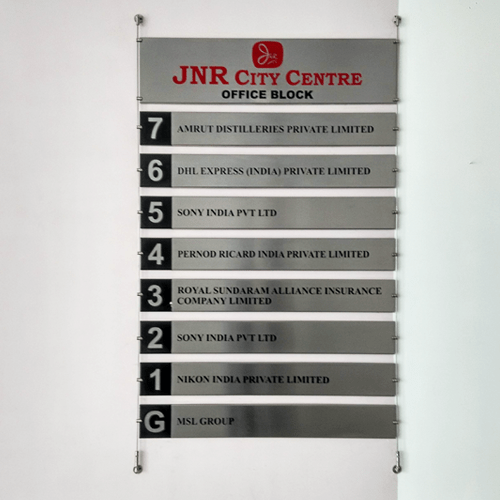 JNR
JNR CITY CENTRE
OFFICE BLOCK
7 AMRUT DISTILLERIES PRIVATE LIMITED
6 DHL EXPRESS (INDIA) PRIVATE LIMITED
5 SONY INDIA PVT LTD
4 PERNOD RICARD INDIA PRIVATE LIMITED
3 ROYAL SUNDARAM ALLIANCE INSURANCE
COMPANY LIMITED
2 SONY INDIA PVT LTD
1 NIKON INDIA PRIVATE LIMITED
G MSL GROUP